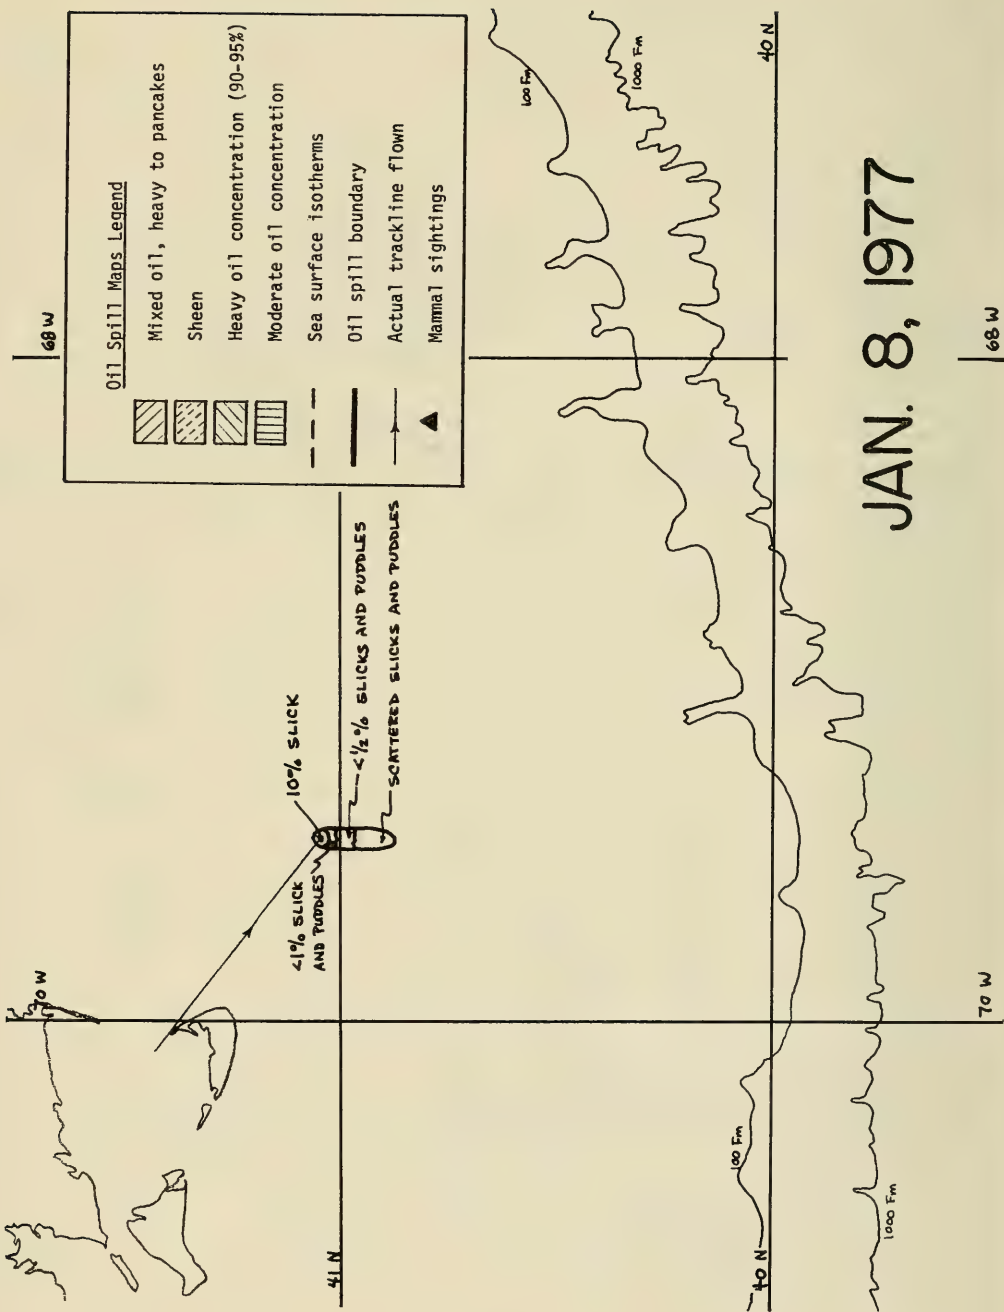 68 W
Oil Spill Maps Legend
Mixed oil, heavy to pancakes
Sheen
Heavy oil concentration (90-95%)
Moderate oil concentration
Sea surface isotherms
Oil spill boundary
Actual trackline flown
Mammal sightings
70 W
10% SLICK
<1% SLICK
AND PUDDLES
<1/2% SLICKS AND PUDDLES
SCATTERED SLICKS AND PUDDLES
41 N
100 Fm
1000 Fm
40 N
100 Fm
40 N
1000 Fm
70 W
68 W
JAN. 8, 1977